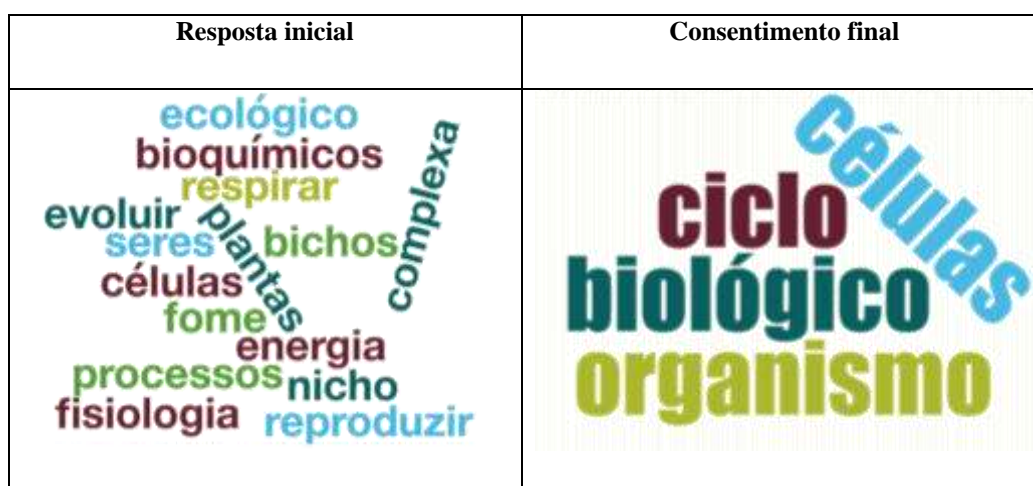 Resposta inicial
Consentimento final
ecológico
bioquímicos
respirar
complexa
evoluir
plantas
seres
bichos
células
fome
energia
processos
nicho
fisiologia
reproduzir
células
ciclo
biológico
organismo